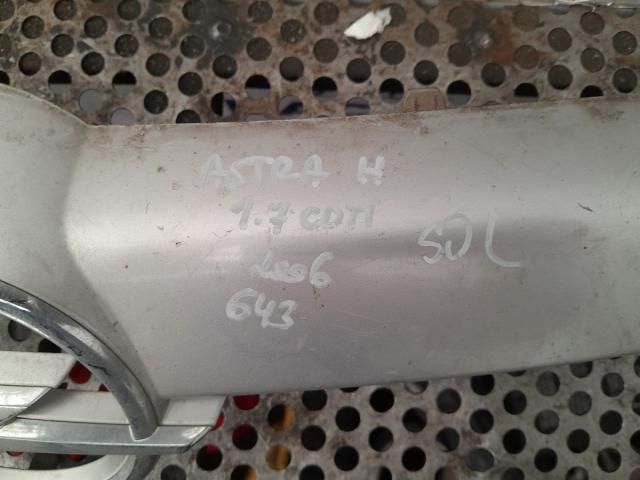 ASTRA H
1.7 CDTI
2006
643
SDL